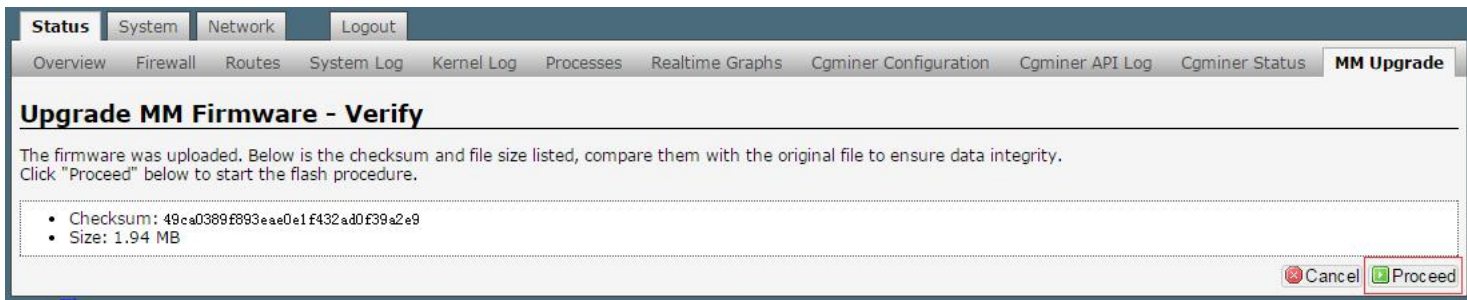 Status System Network Logout
Overview Firewall Routes System Log Kernel Log Processes Realtime Graphs Cgminer Configuration Cgminer API Log Cgminer Status MM Upgrade
Upgrade MM Firmware - Verify
The firmware was uploaded. Below is the checksum and file size listed, compare them with the original file to ensure data integrity.
Click "Proceed" below to start the flash procedure.
• Checksum: 49ca0389f893eae0e1f432ad0f39a2e9
• Size: 1.94 MB
Cancel Proceed